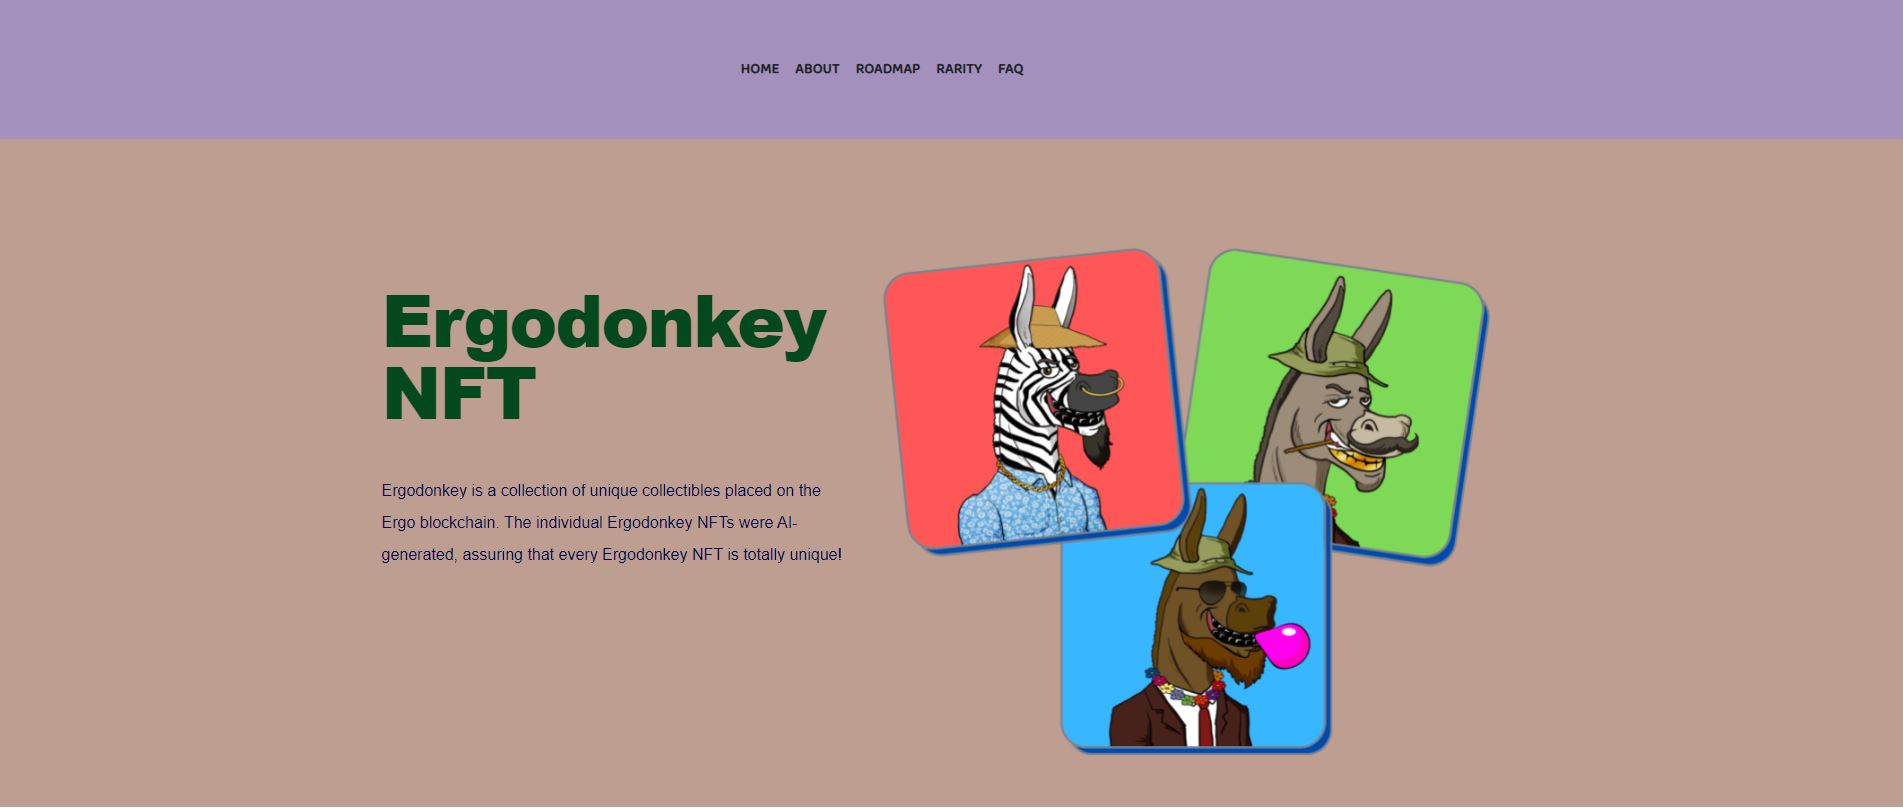 HOME ABOUT ROADMAP RARITY FAQ
Ergodonkey
NFT
Ergodonkey is a collection of unique collectibles placed on the
Ergo blockchain. The individual Ergodonkey NFTs were AI-
generated, assuring that every Ergodonkey NFT is totally unique!